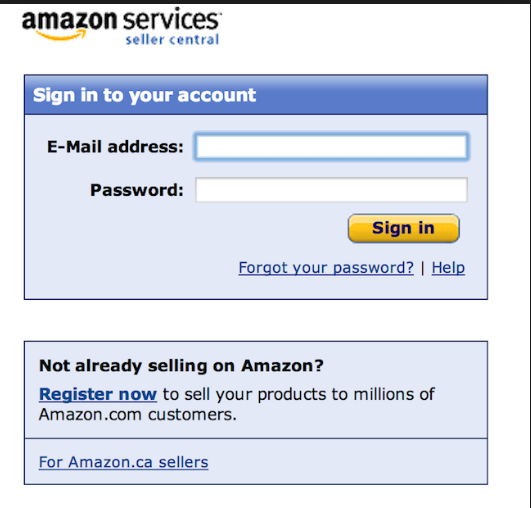 amazon services
seller central
Sign in to your account
E-Mail address:
Password:
Sign in
Forgot your password? | Help
Not already selling on Amazon?
Register now to sell your products to millions of
Amazon.com customers.
For Amazon.ca sellers